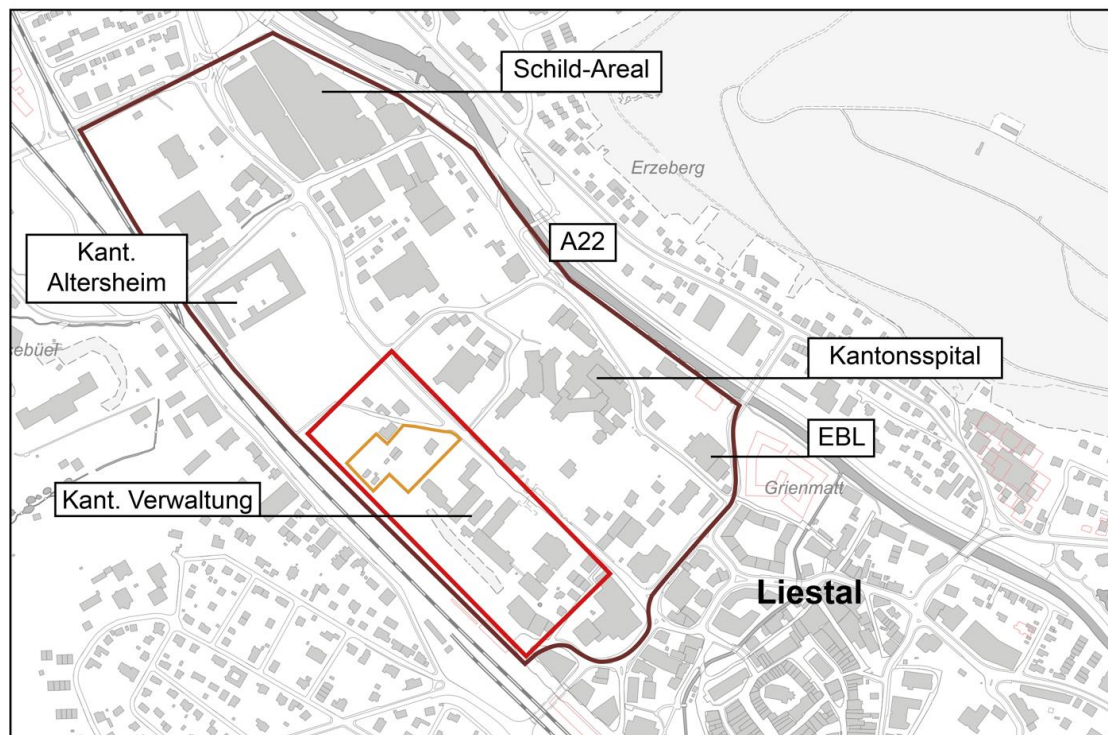 Schild-Areal
Erzeberg
A22
Kant.
Altersheim
Kantonsspital
EBL
Grienmatt
Kant. Verwaltung
Liestal